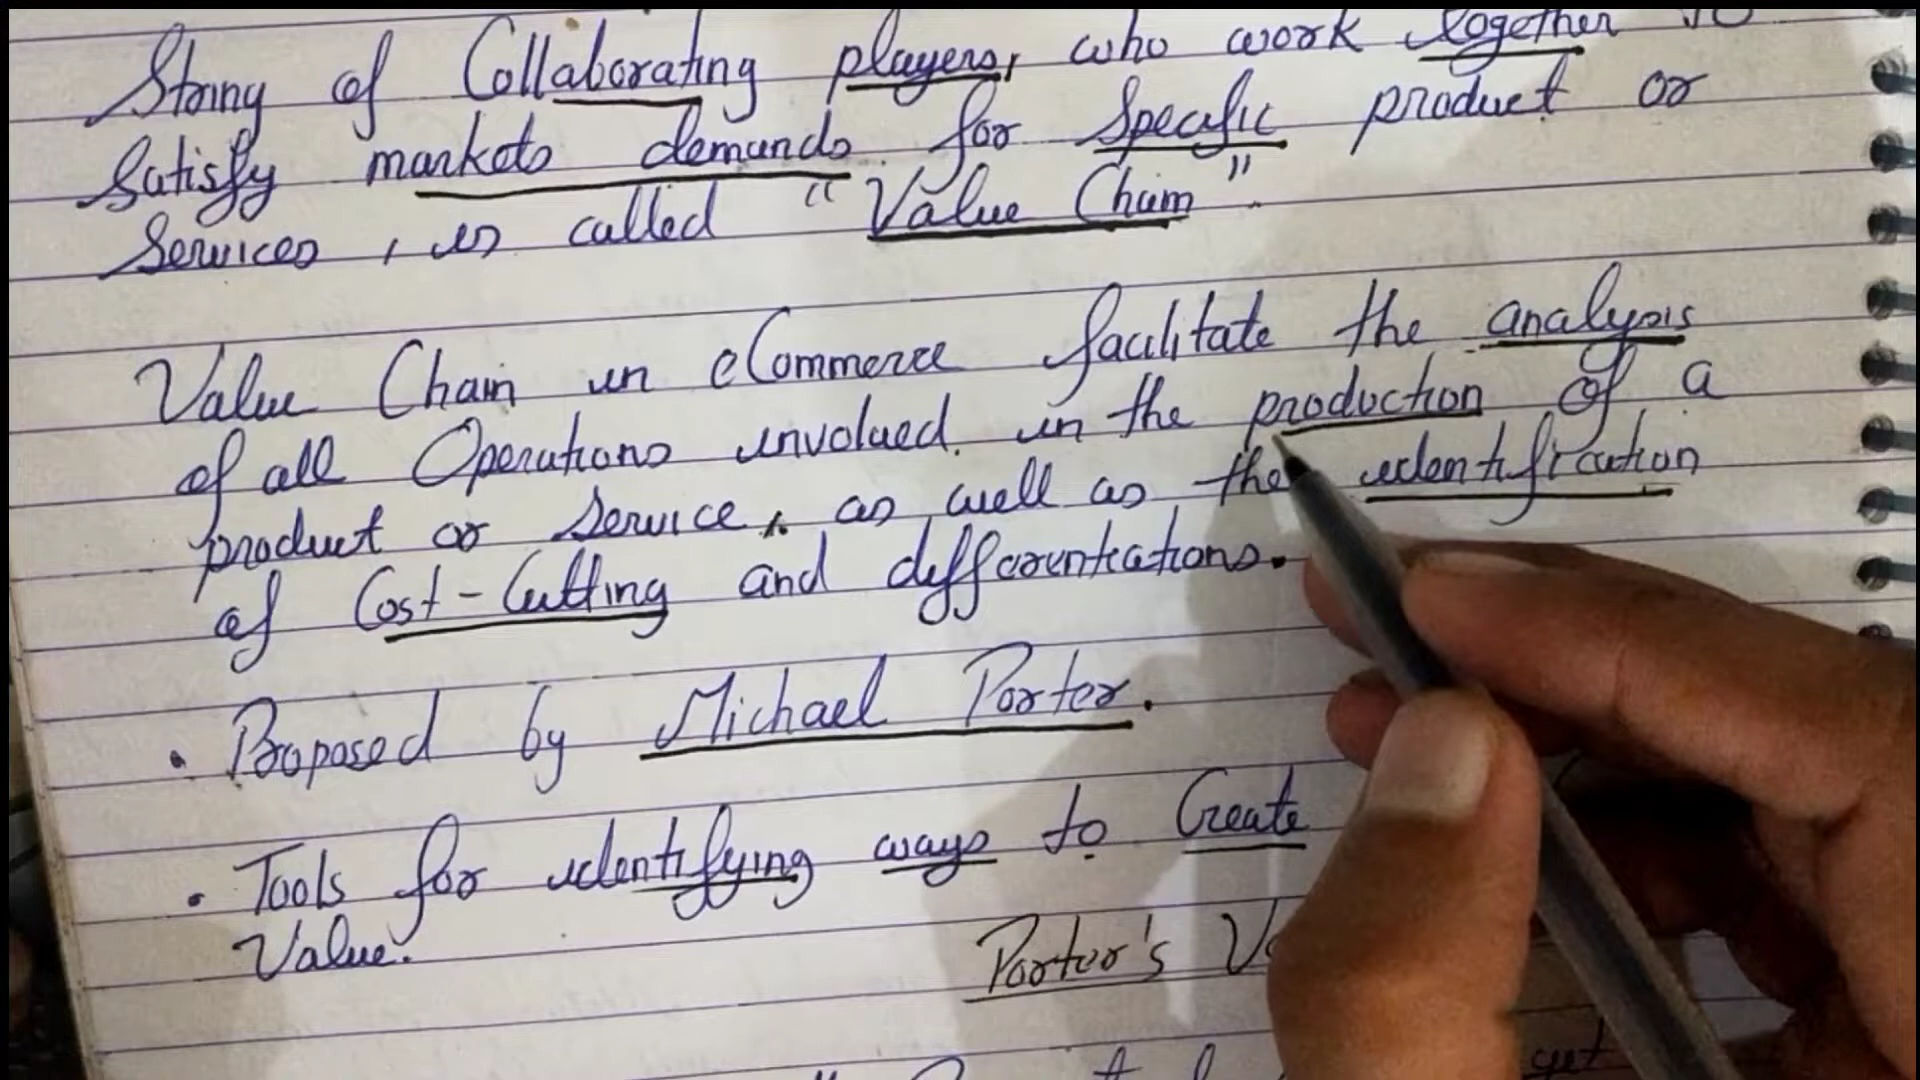 String of Collaborating players, who work together to
Satisfy markets demands for Specific product or
Services, is called "Value Chain".
Value Chain in eCommerce facilitate the analysis
of all Operations involved in the production of a
product or Service, as well as the identification
of Cost-Cutting and differentiations.
• Proposed by Michael Porter.
• Tools for identifying ways to Create
Value.
Porter's
get